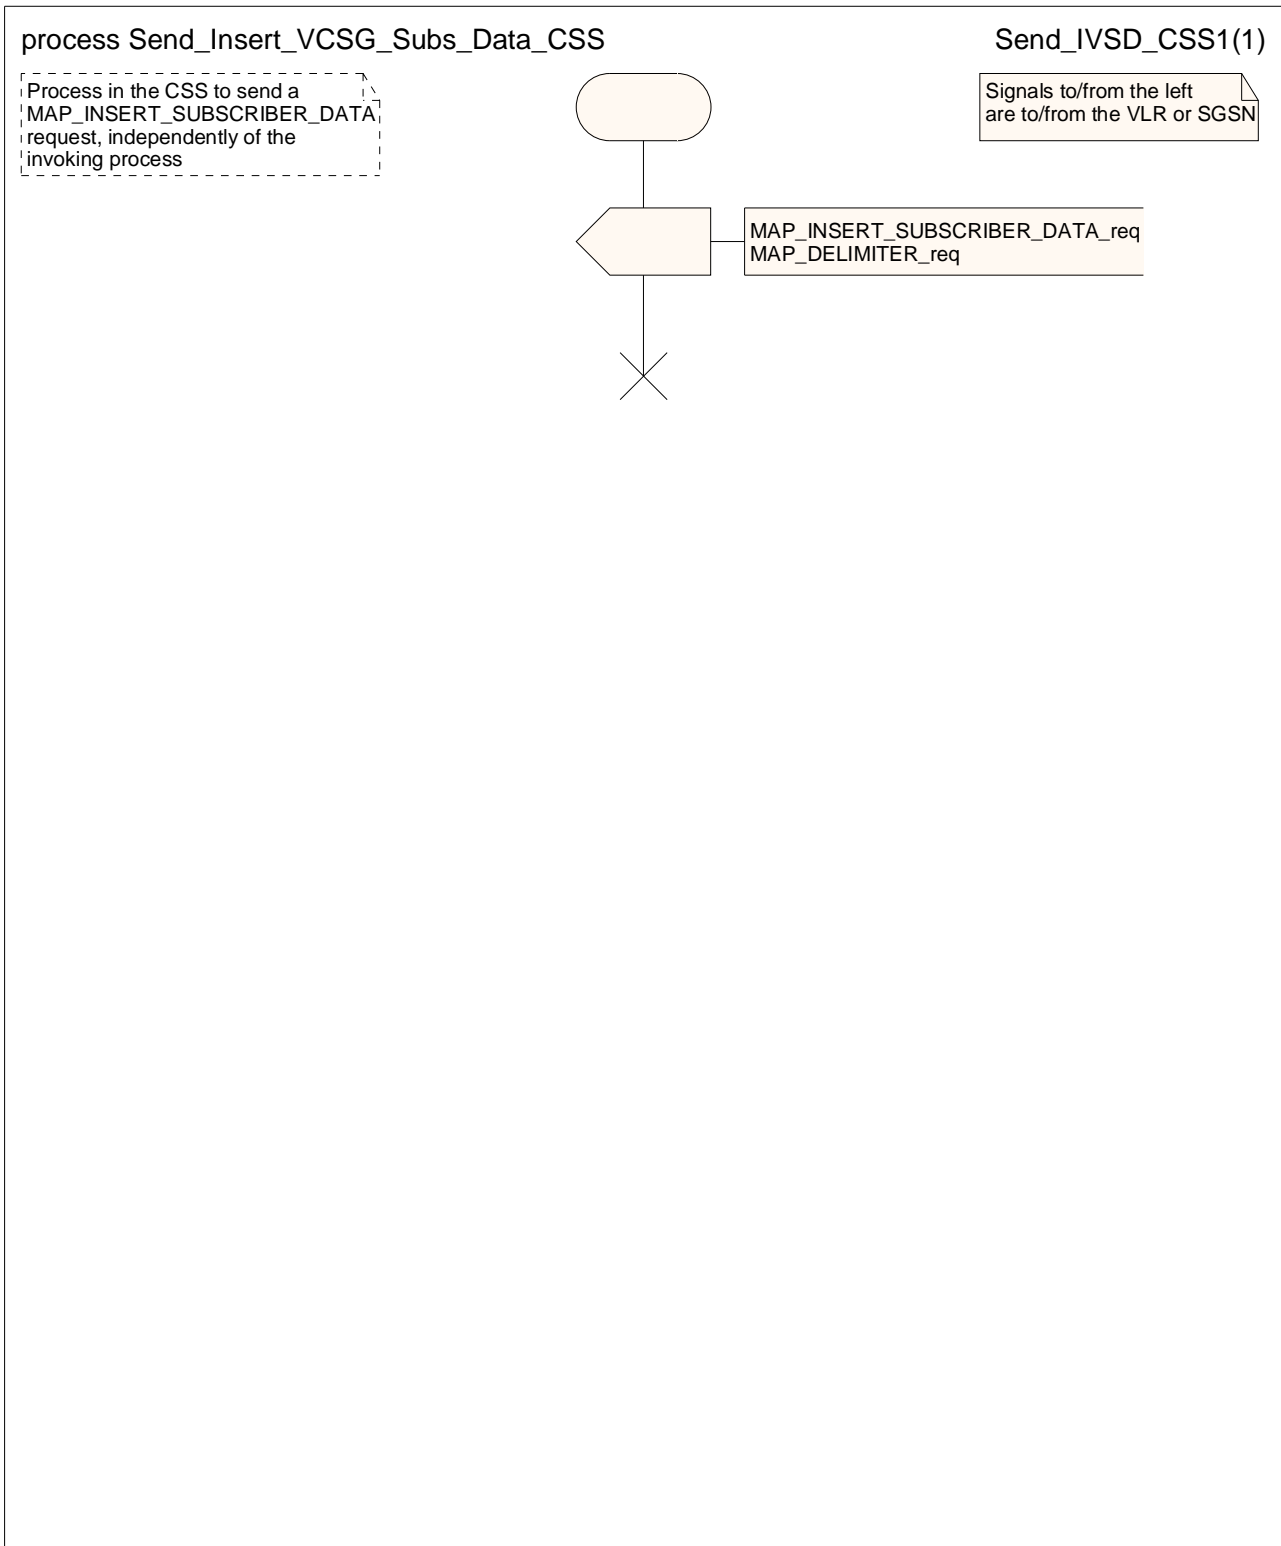 process Send_Insert_VCSG_Subs_Data_CSS
Send_IVSD_CSS1(1)
Process in the CSS to send a
MAP_INSERT_SUBSCRIBER_DATA
request, independently of the
invoking process
Signals to/from the left
are to/from the VLR or SGSN
MAP_INSERT_SUBSCRIBER_DATA_req
MAP_DELIMITER_req